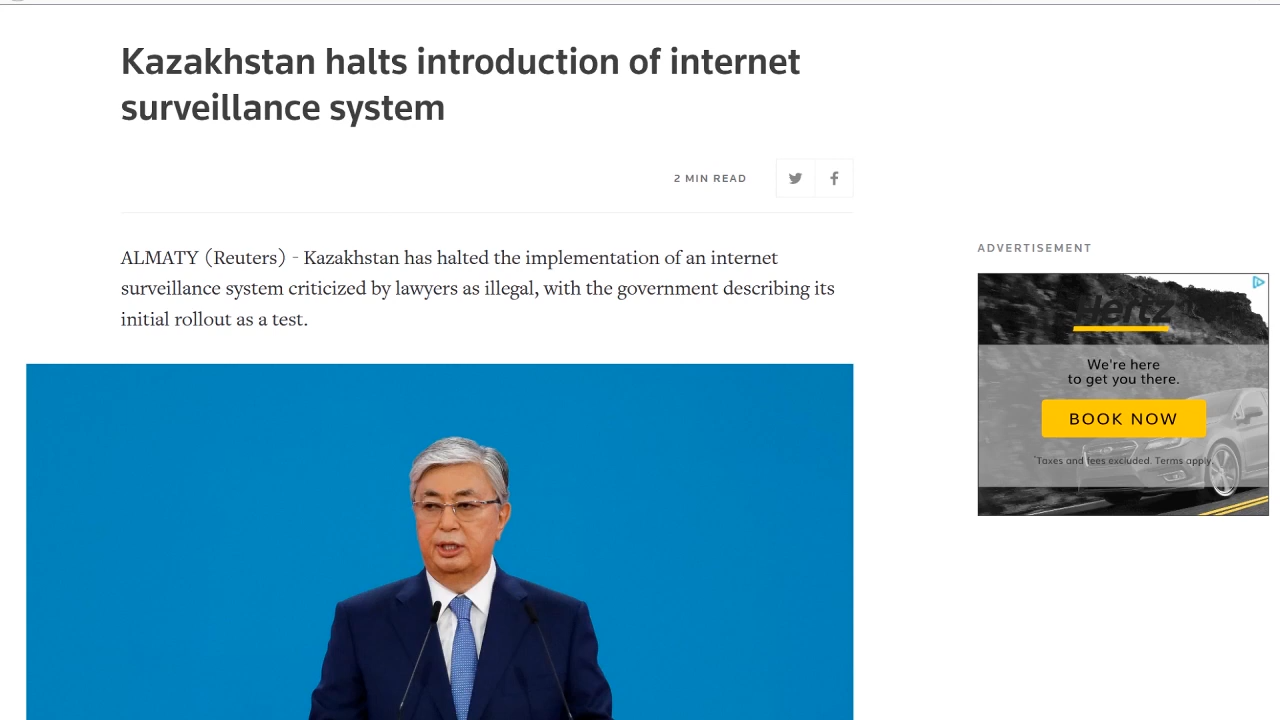 Kazakhstan halts introduction of internet
surveillance system
2 MIN READ
ALMATY (Reuters) - Kazakhstan has halted the implementation of an internet
surveillance system criticized by lawyers as illegal, with the government describing its
initial rollout as a test.
ADVERTISEMENT
Hertz
We're here
to get you there.
BOOK NOW
*Taxes and fees excluded. Terms apply.